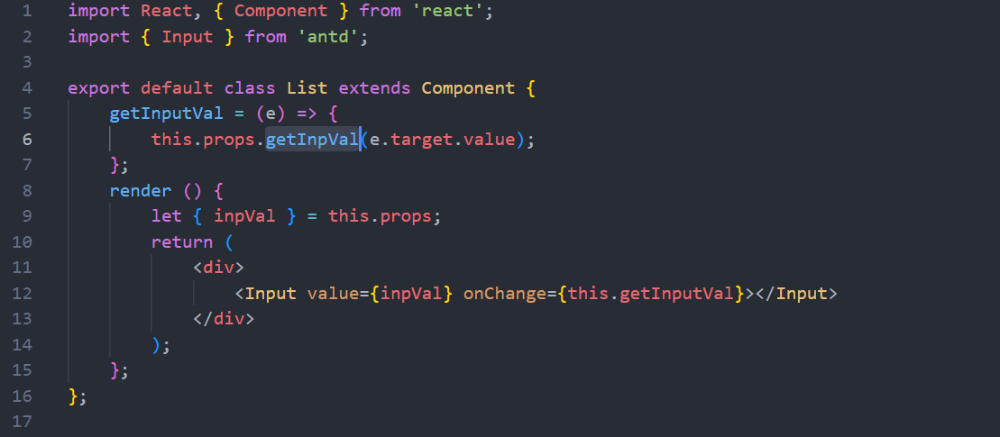 1 import React, { Component } from 'react';
2 import { Input } from 'antd';
3
4 export default class List extends Component {
5     getInputVal = (e) => {
6         this.props.getInpVal(e.target.value);
7     };
8     render () {
9         let { inpVal } = this.props;
10         return (
11             <div>
12                 <Input value={inpVal} onChange={this.getInputVal}></Input>
13             </div>
14         );
15     };
16 };
17